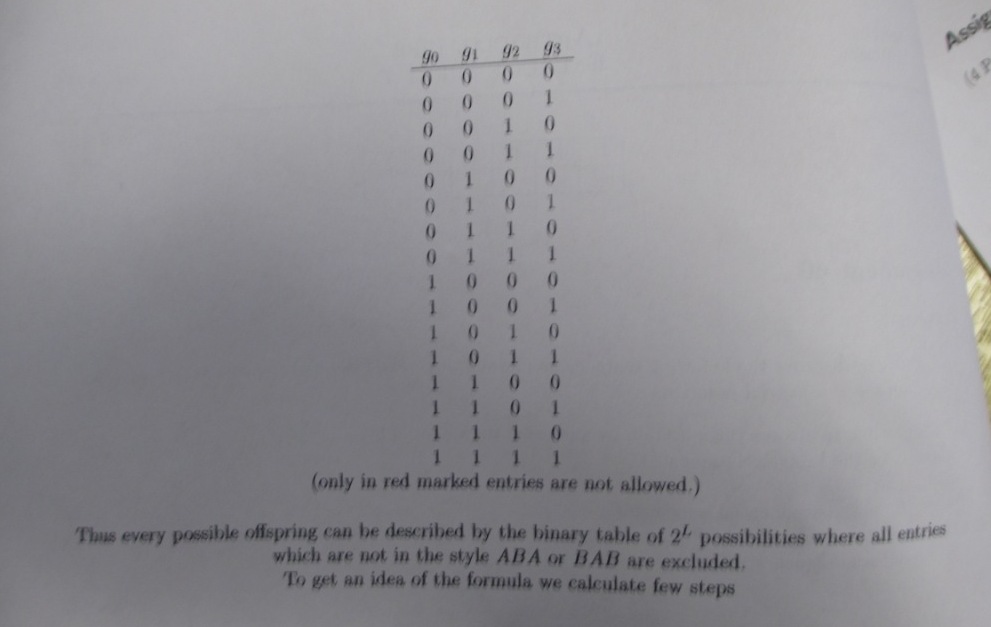 g0 g1 g2 g3
0 0 0 0
0 0 0 1
0 0 1 0
0 0 1 1
0 1 0 0
0 1 0 1
0 1 1 0
0 1 1 1
1 0 0 0
1 0 0 1
1 0 1 0
1 0 1 1
1 1 0 0
1 1 0 1
1 1 1 0
1 1 1 1
(only in red marked entries are not allowed.)
Thus every possible offspring can be described by the binary table of 2^L possibilities where all entries
which are not in the style ABA or BAB are excluded.
To get an idea of the formula we calculate few steps
Assig